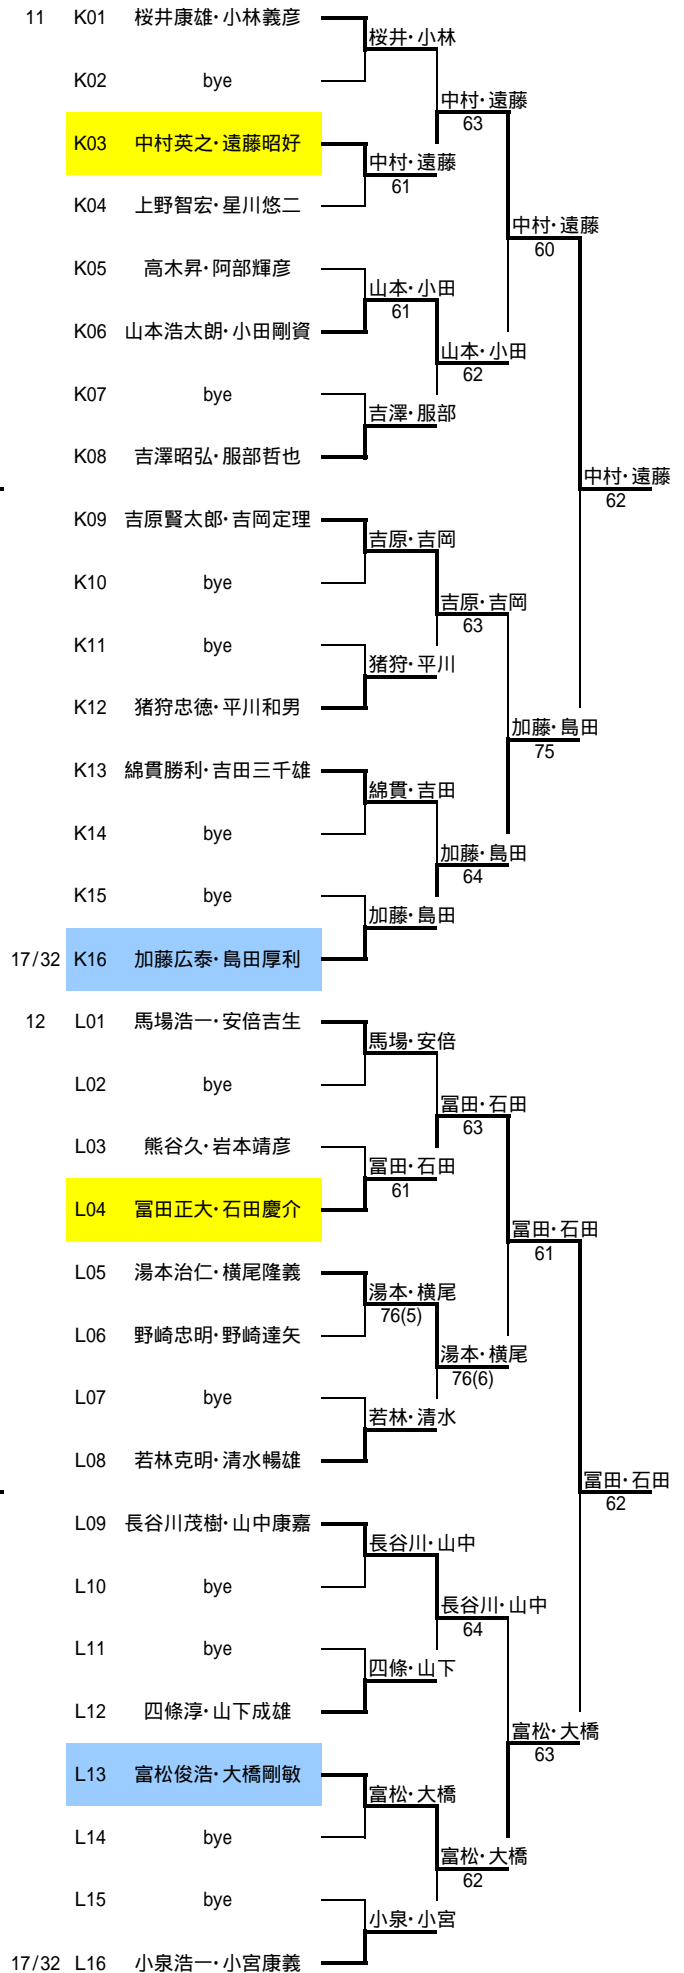 11 K01 桜井康雄・小林義彦
桜井・小林
K02 bye
中村・遠藤
63
K03 中村英之・遠藤昭好
中村・遠藤
61
K04 上野智宏・星川悠二
中村・遠藤
60
K05 高木昇・阿部輝彦
山本・小田
61
K06 山本浩太朗・小田剛資
山本・小田
62
K07 bye
吉澤・服部
K08 吉澤昭弘・服部哲也
中村・遠藤
62
K09 吉原賢太郎・吉岡定理
吉原・吉岡
K10 bye
吉原・吉岡
63
K11 bye
猪狩・平川
K12 猪狩忠徳・平川和男
加藤・島田
75
K13 綿貫勝利・吉田三千雄
綿貫・吉田
K14 bye
加藤・島田
64
K15 bye
加藤・島田
17/32 K16 加藤広泰・島田厚利
12 L01 馬場浩一・安倍吉生
馬場・安倍
L02 bye
冨田・石田
63
L03 熊谷久・岩本靖彦
冨田・石田
61
L04 冨田正大・石田慶介
冨田・石田
61
L05 湯本治仁・横尾隆義
湯本・横尾
76(5)
L06 野崎忠明・野崎達矢
湯本・横尾
76(6)
L07 bye
若林・清水
L08 若林克明・清水暢雄
冨田・石田
62
L09 長谷川茂樹・山中康嘉
長谷川・山中
L10 bye
長谷川・山中
64
L11 bye
四條・山下
L12 四條淳・山下成雄
富松・大橋
63
L13 富松俊浩・大橋剛敏
富松・大橋
L14 bye
富松・大橋
62
L15 bye
小泉・小宮
17/32 L16 小泉浩一・小宮康義